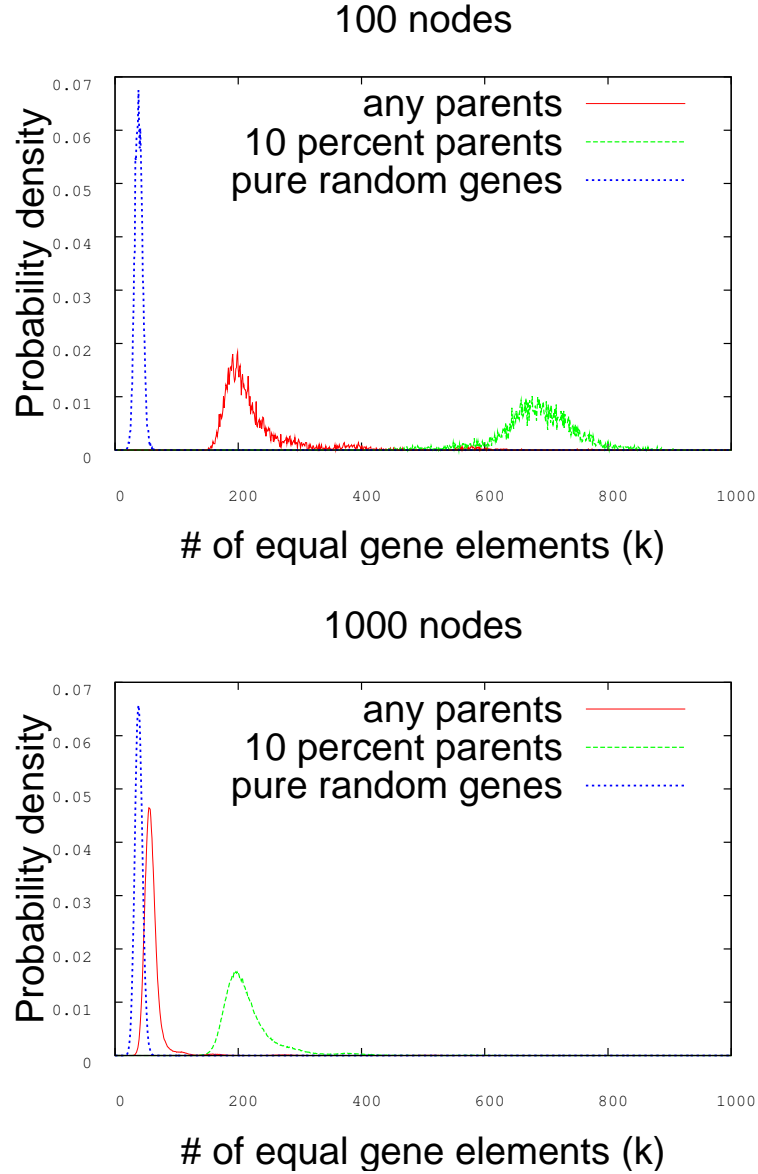 100 nodes
0.07
0.06
0.05
0.04
0.03
0.02
0.01
0
Probability density
any parents
10 percent parents
pure random genes
0 200 400 600 800 1000
# of equal gene elements (k)
1000 nodes
0.07
0.06
0.05
0.04
0.03
0.02
0.01
0
Probability density
any parents
10 percent parents
pure random genes
0 200 400 600 800 1000
# of equal gene elements (k)